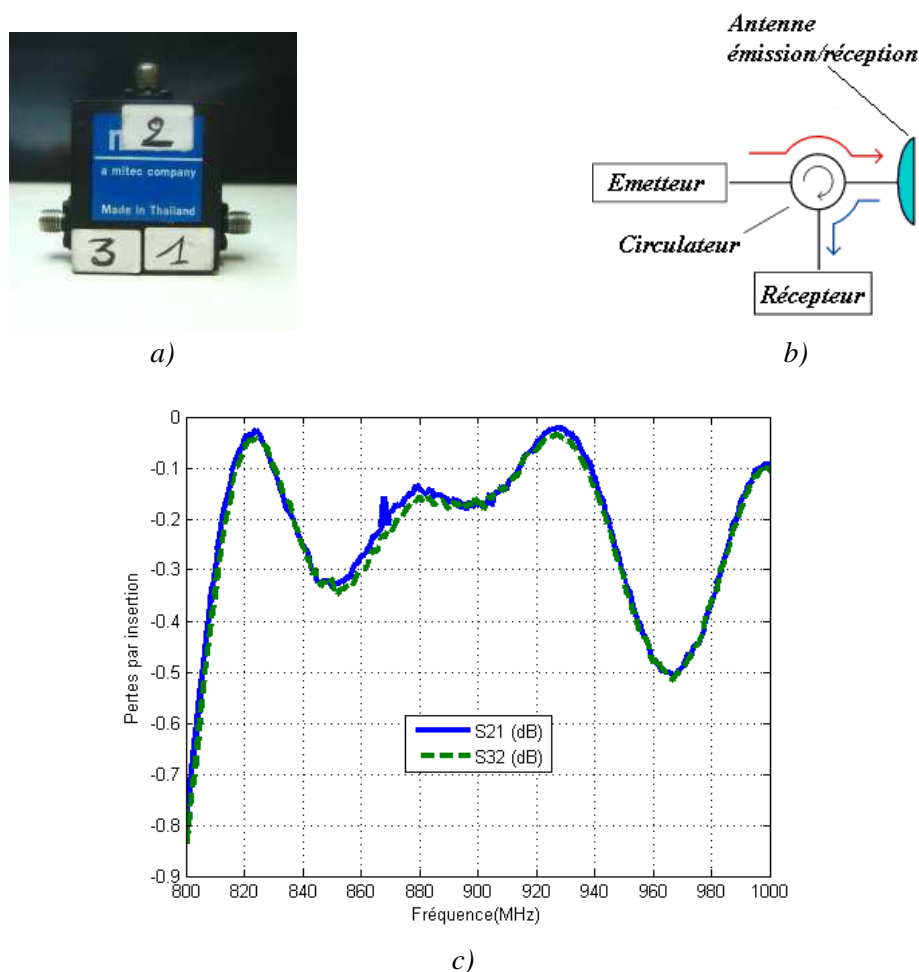 2
a mitec company
Made in Thailand
3 1
a)
Antenne
émission/réception
Emetteur
Circulateur
Récepteur
b)
Pertes par insertion
0
-0.1
-0.2
-0.3
-0.4
-0.5
-0.6
-0.7
-0.8
-0.9
S21 (dB)
S32 (dB)
800 820 840 860 880 900 920 940 960 980 1000
Fréquence(MHz)
c)